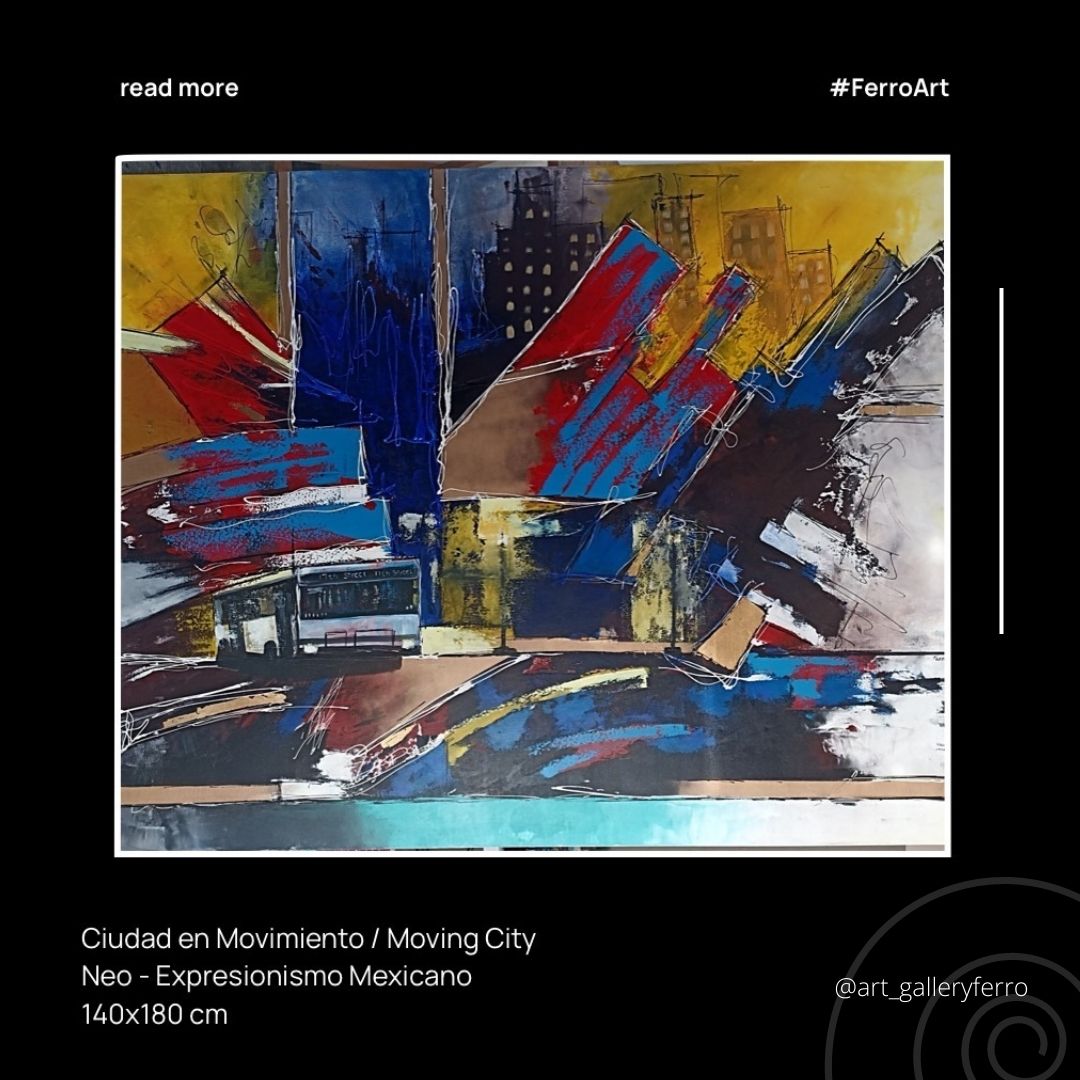 read more
#FerroArt
Ciudad en Movimiento / Moving City
Neo - Expresionismo Mexicano
140x180 cm
@art_galleryferro